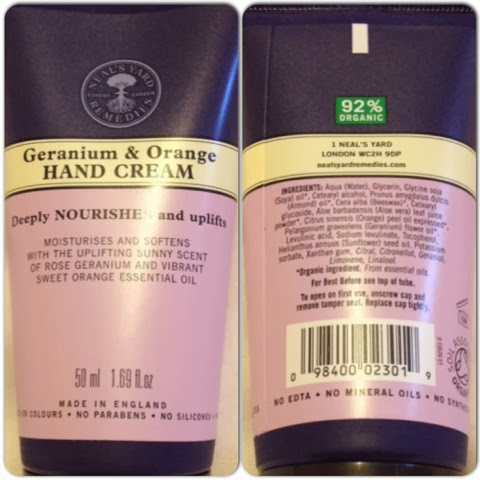 NEAL'S YARD
COVENT GARDEN
REMEDIES
Geranium & Orange
HAND CREAM
Deeply NOURISHES and uplifts
MOISTURISES AND SOFTENS
WITH THE UPLIFTING SUNNY SCENT
OF ROSE GERANIUM AND VIBRANT
SWEET ORANGE ESSENTIAL OIL
50 ml 1.69 fl.oz
MADE IN ENGLAND
COLOURS • NO PARABENS • NO SILICONES •
92%
ORGANIC
1 NEAL'S YARD
LONDON WC2H 9DP
nealsyardremedies.com
INGREDIENTS: Aqua (Water), Glycerin, Glycine soja
(Soya) oil*, Cetearyl alcohol, Prunus amygdalus dulcis
(Almond) oil*, Cera alba (Beeswax)*, Cetearyl
glucoside, Aloe barbadensis (Aloe vera) leaf juice
powder*, Citrus sinensis (Orange) peel oil expressed*,
Pelargonium graveolens (Geranium) flower oil*,
Levulinic acid, Sodium levulinate, Tocopherol,
Helianthus annuus (Sunflower) seed oil, Potassium
sorbate, Xanthan gum, Citral, Citronellol, Geraniol,
Limonene, Linalool.
*Organic ingredient. From essential oils.
For Best Before see top of tube.
To open on first use, unscrew cap and
remove tamper seal. Replace cap tightly.
0 98400 02301 9
NO EDTA • NO MINERAL OILS • NO